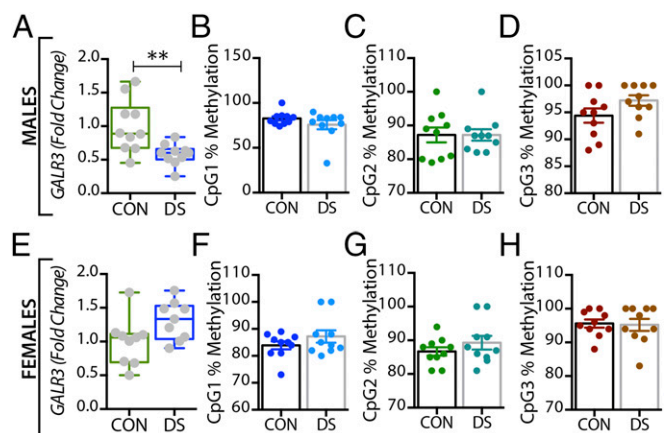 A B C D
MALES
GALR3 (Fold Change)
2.0
1.5
1.0
0.5
0.0
**
CON DS
CpG1 % Methylation
150
100
50
0
CON DS
CpG2 % Methylation
110
100
90
80
70
CON DS
CpG3 % Methylation
105
100
95
90
85
80
CON DS
E F G H
FEMALES
GALR3 (Fold Change)
2.0
1.5
1.0
0.5
0.0
CON DS
CpG1 % Methylation
110
100
90
80
70
60
CON DS
CpG2 % Methylation
110
100
90
80
70
CON DS
CpG3 % Methylation
110
100
90
80
70
CON DS